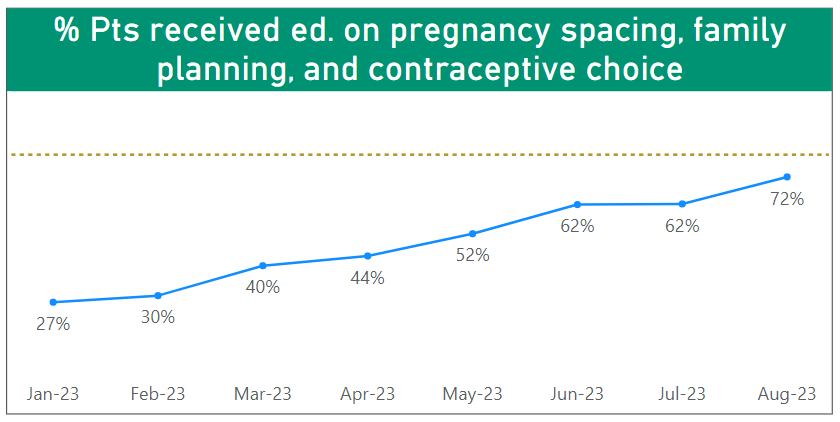 % Pts received ed. on pregnancy spacing, family
planning, and contraceptive choice
72%
62%
62%
52%
44%
40%
30%
27%
Jan-23
Feb-23
Mar-23
Apr-23
May-23
Jun-23
Jul-23
Aug-23